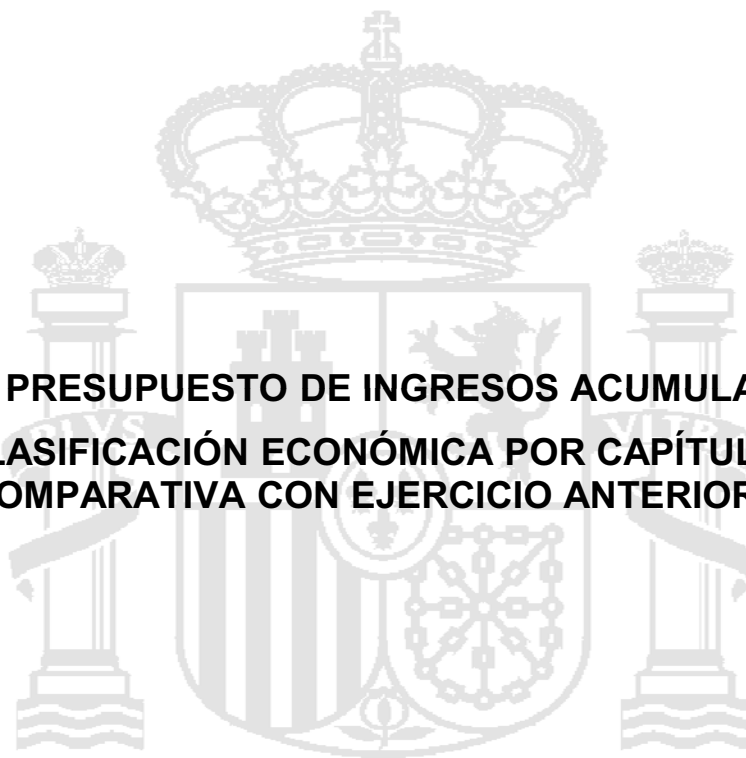 PRESUPUESTO DE INGRESOS ACUMULA
LASIFICACIÓN ECONÓMICA POR CAPÍTUL
OMPARATIVA CON EJERCICIO ANTERIOR